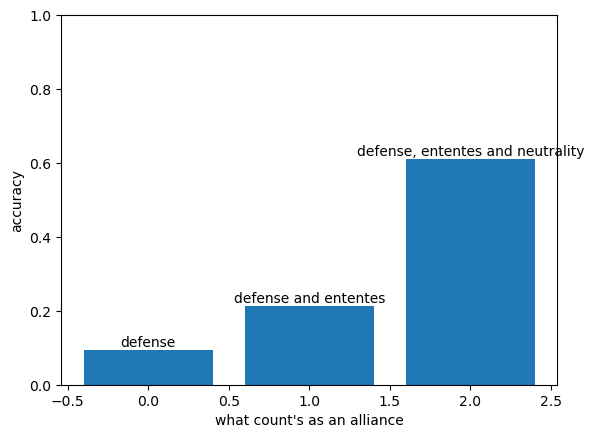 1.0
0.8
0.6
0.4
0.2
0.0
accuracy
defense
defense and ententes
defense, ententes and neutrality
−0.5 0.0 0.5 1.0 1.5 2.0 2.5
what count's as an alliance